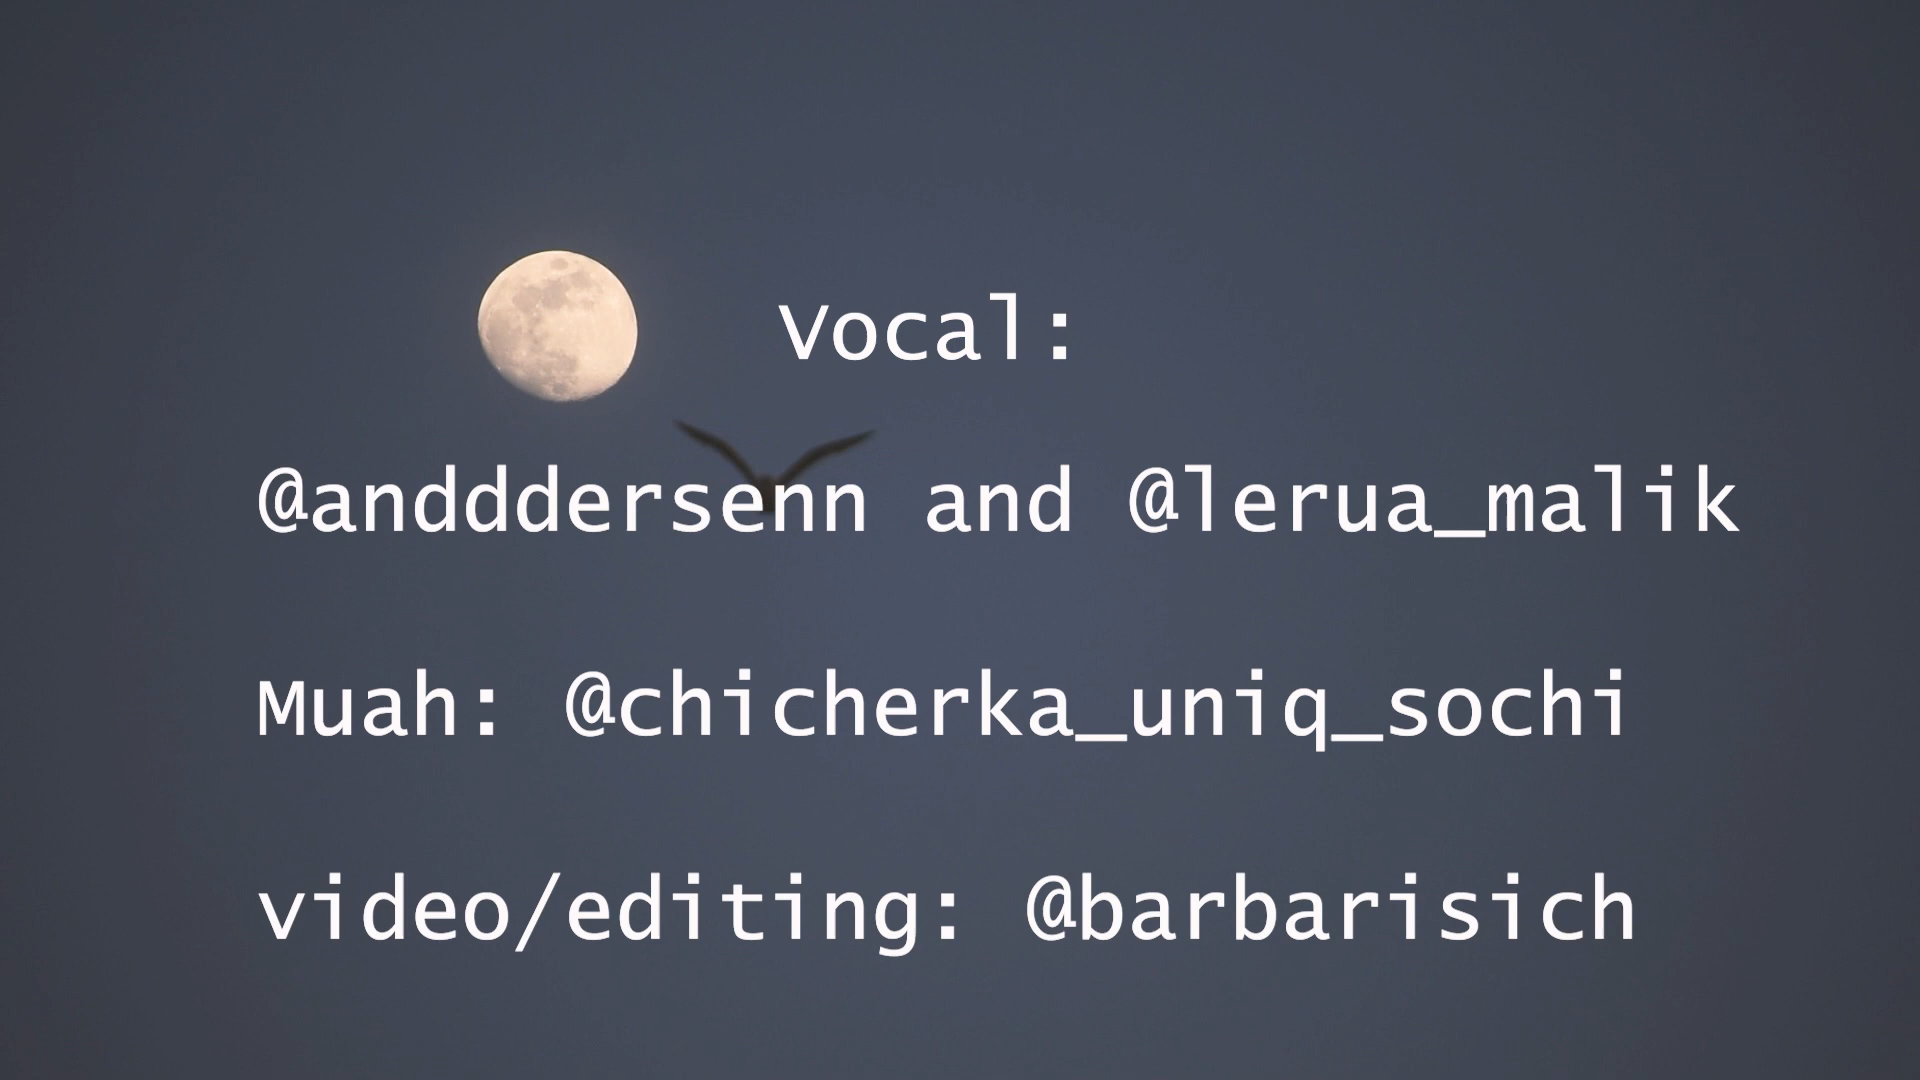 Vocal:
@andddersenn and @lerua_malik
Muah: @chicherka_uniq_sochi
video/editing: @barbarisich